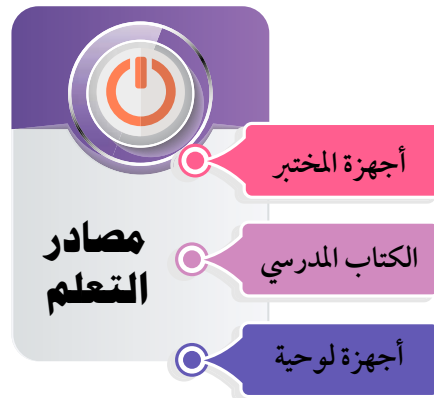 مصادر
التعلم
أجهزة المختبر
الكتاب المدرسي
أجهزة لوحية